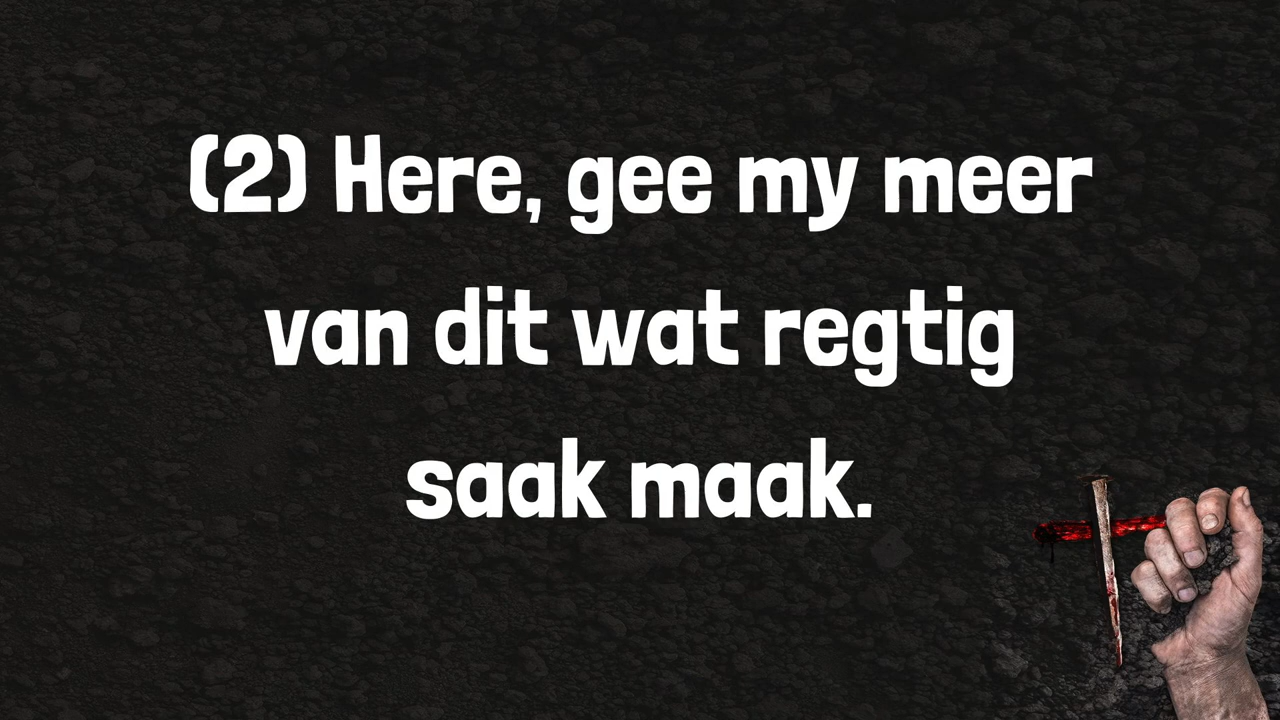 (2) Here, gee my meer
van dit wat regtig
saak maak.